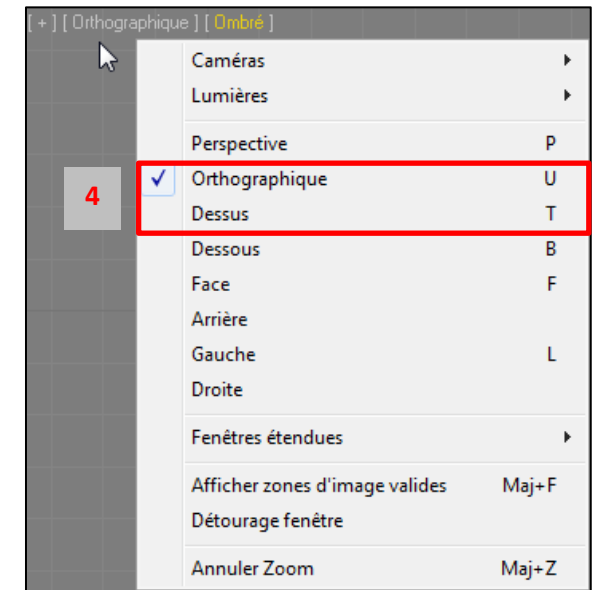 [ + ] [ Orthographique ] [ Ombré ]
Caméras
Lumières
Perspective P
4
Orthographique U
Dessus T
Dessous B
Face F
Arrière
Gauche L
Droite
Fenêtres étendues
Afficher zones d'image valides Maj+F
Détourage fenêtre
Annuler Zoom Maj+Z